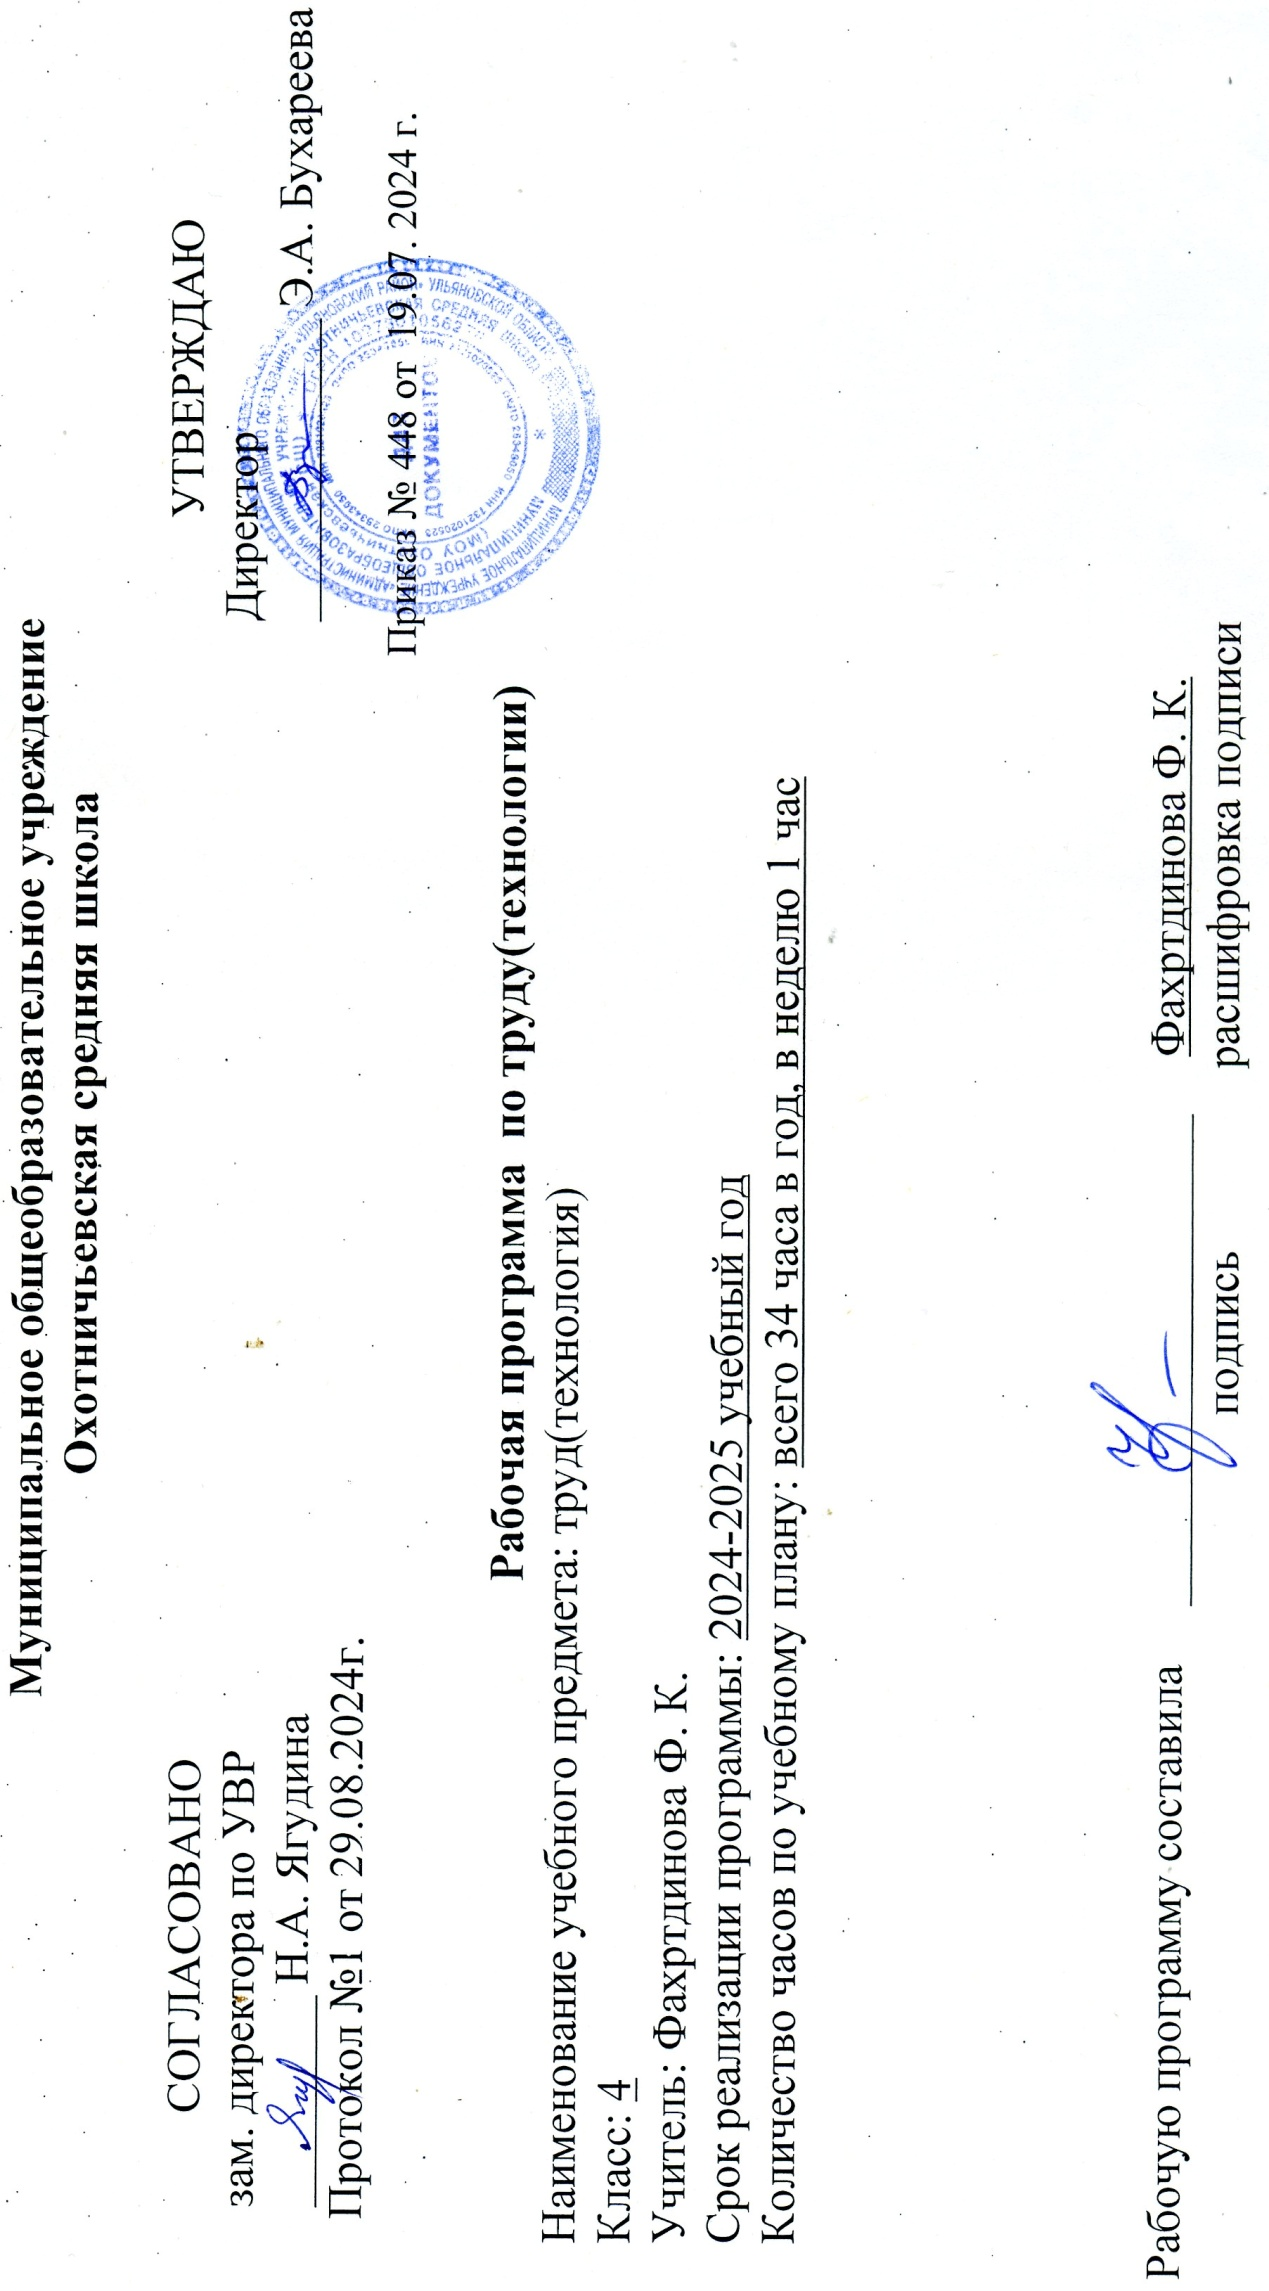 Муниципальное общеобразовательное учреждение
Охотничьевская средняя школа
СОГЛАСОВАНО
зам. директора по УВР
Н.А. Ягудина
Протокол №1 от 29.08.2024г.
УТВЕРЖДАЮ
Директор
Э.А. Бухареева
Приказ № 448 от 19.07. 2024 г.
ДОКУМЕНТОВ
Рабочая программа по труду(технологии)
Наименование учебного предмета: труд(технология)
Класс: 4
Учитель: Фахртдинова Ф. К.
Срок реализации программы: 2024-2025 учебный год
Количество часов по учебному плану: всего 34 часа в год, в неделю 1 час
Рабочую программу составила
Фахртдинова Ф. К.
подпись
расшифровка подписи